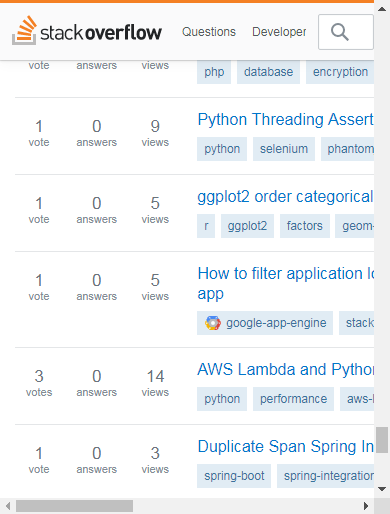 stackoverflow Questions Developer
vote answers views
php database encryption
1 0 9 Python Threading Assert
vote answers views
python selenium phantom
1 0 5 ggplot2 order categorical
vote answers views
r ggplot2 factors geom-
1 0 5 How to filter application
vote answers views app
google-app-engine stack
3 0 14 AWS Lambda and Python
votes answers views
python performance aws-
1 0 3 Duplicate Span Spring In
vote answers views
spring-boot spring-integration